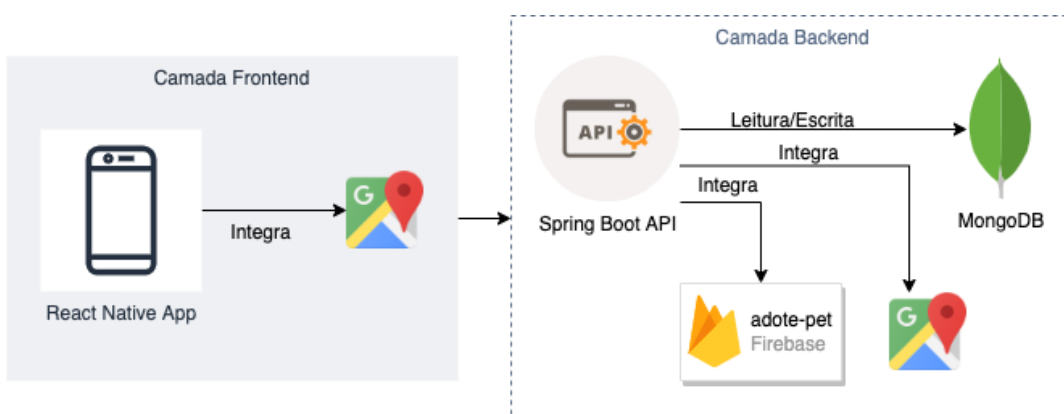 Camada Frontend
React Native App
Integra
G
Camada Backend
API
Spring Boot API
Leitura/Escrita
Integra
Integra
MongoDB
adote-pet
Firebase
G